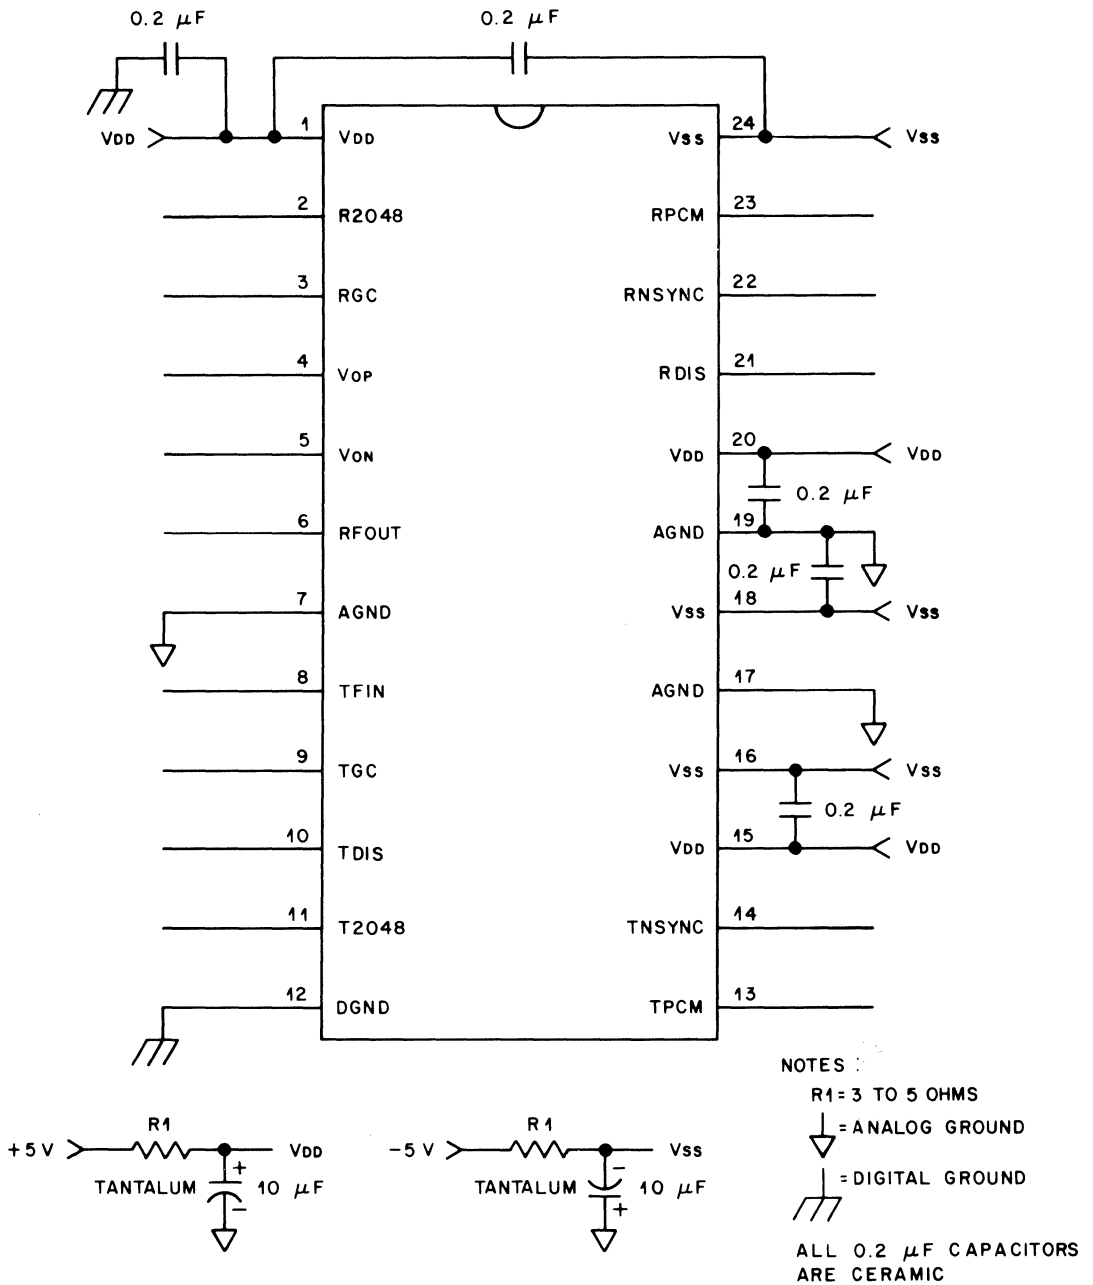 0.2 μF 0.2 μF
VDD 1 VDD VSS 24 VSS
2 R2048 RPCM 23
3 RGC RNSYNC 22
4 VOP RDIS 21
5 VON VDD 20 VDD
0.2 μF
6 RFOUT AGND 19
0.2 μF
7 AGND VSS 18 VSS
8 TFIN AGND 17
9 TGC VSS 16 VSS
0.2 μF
10 TDIS VDD 15 VDD
11 T2048 TNSYNC 14
12 DGND TPCM 13
NOTES:
R1=3 TO 5 OHMS
=ANALOG GROUND
=DIGITAL GROUND
ALL 0.2 μF CAPACITORS
ARE CERAMIC
+5V R1 VDD
+
TANTALUM 10 μF
−
-5V R1 VSS
−
TANTALUM 10 μF
+